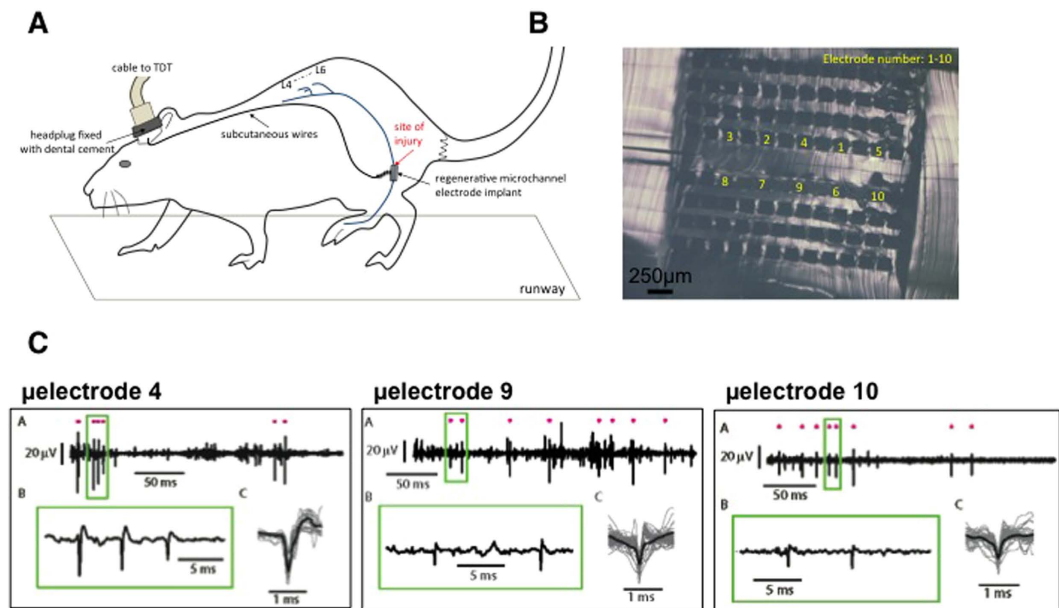 A
cable to TDT
headplug fixed
with dental cement
L4
L6
subcutaneous wires
site of
injury
regenerative microchannel
electrode implant
runway
B
Electrode number: 1-10
3 2 4 1 5
8 7 9 6 10
250µm
C
µelectrode 4
A
20 µV
50 ms
B
5 ms
C
1 ms
µelectrode 9
A
20 µV
50 ms
B
5 ms
C
1 ms
µelectrode 10
A
20 µV
50 ms
B
5 ms
C
1 ms